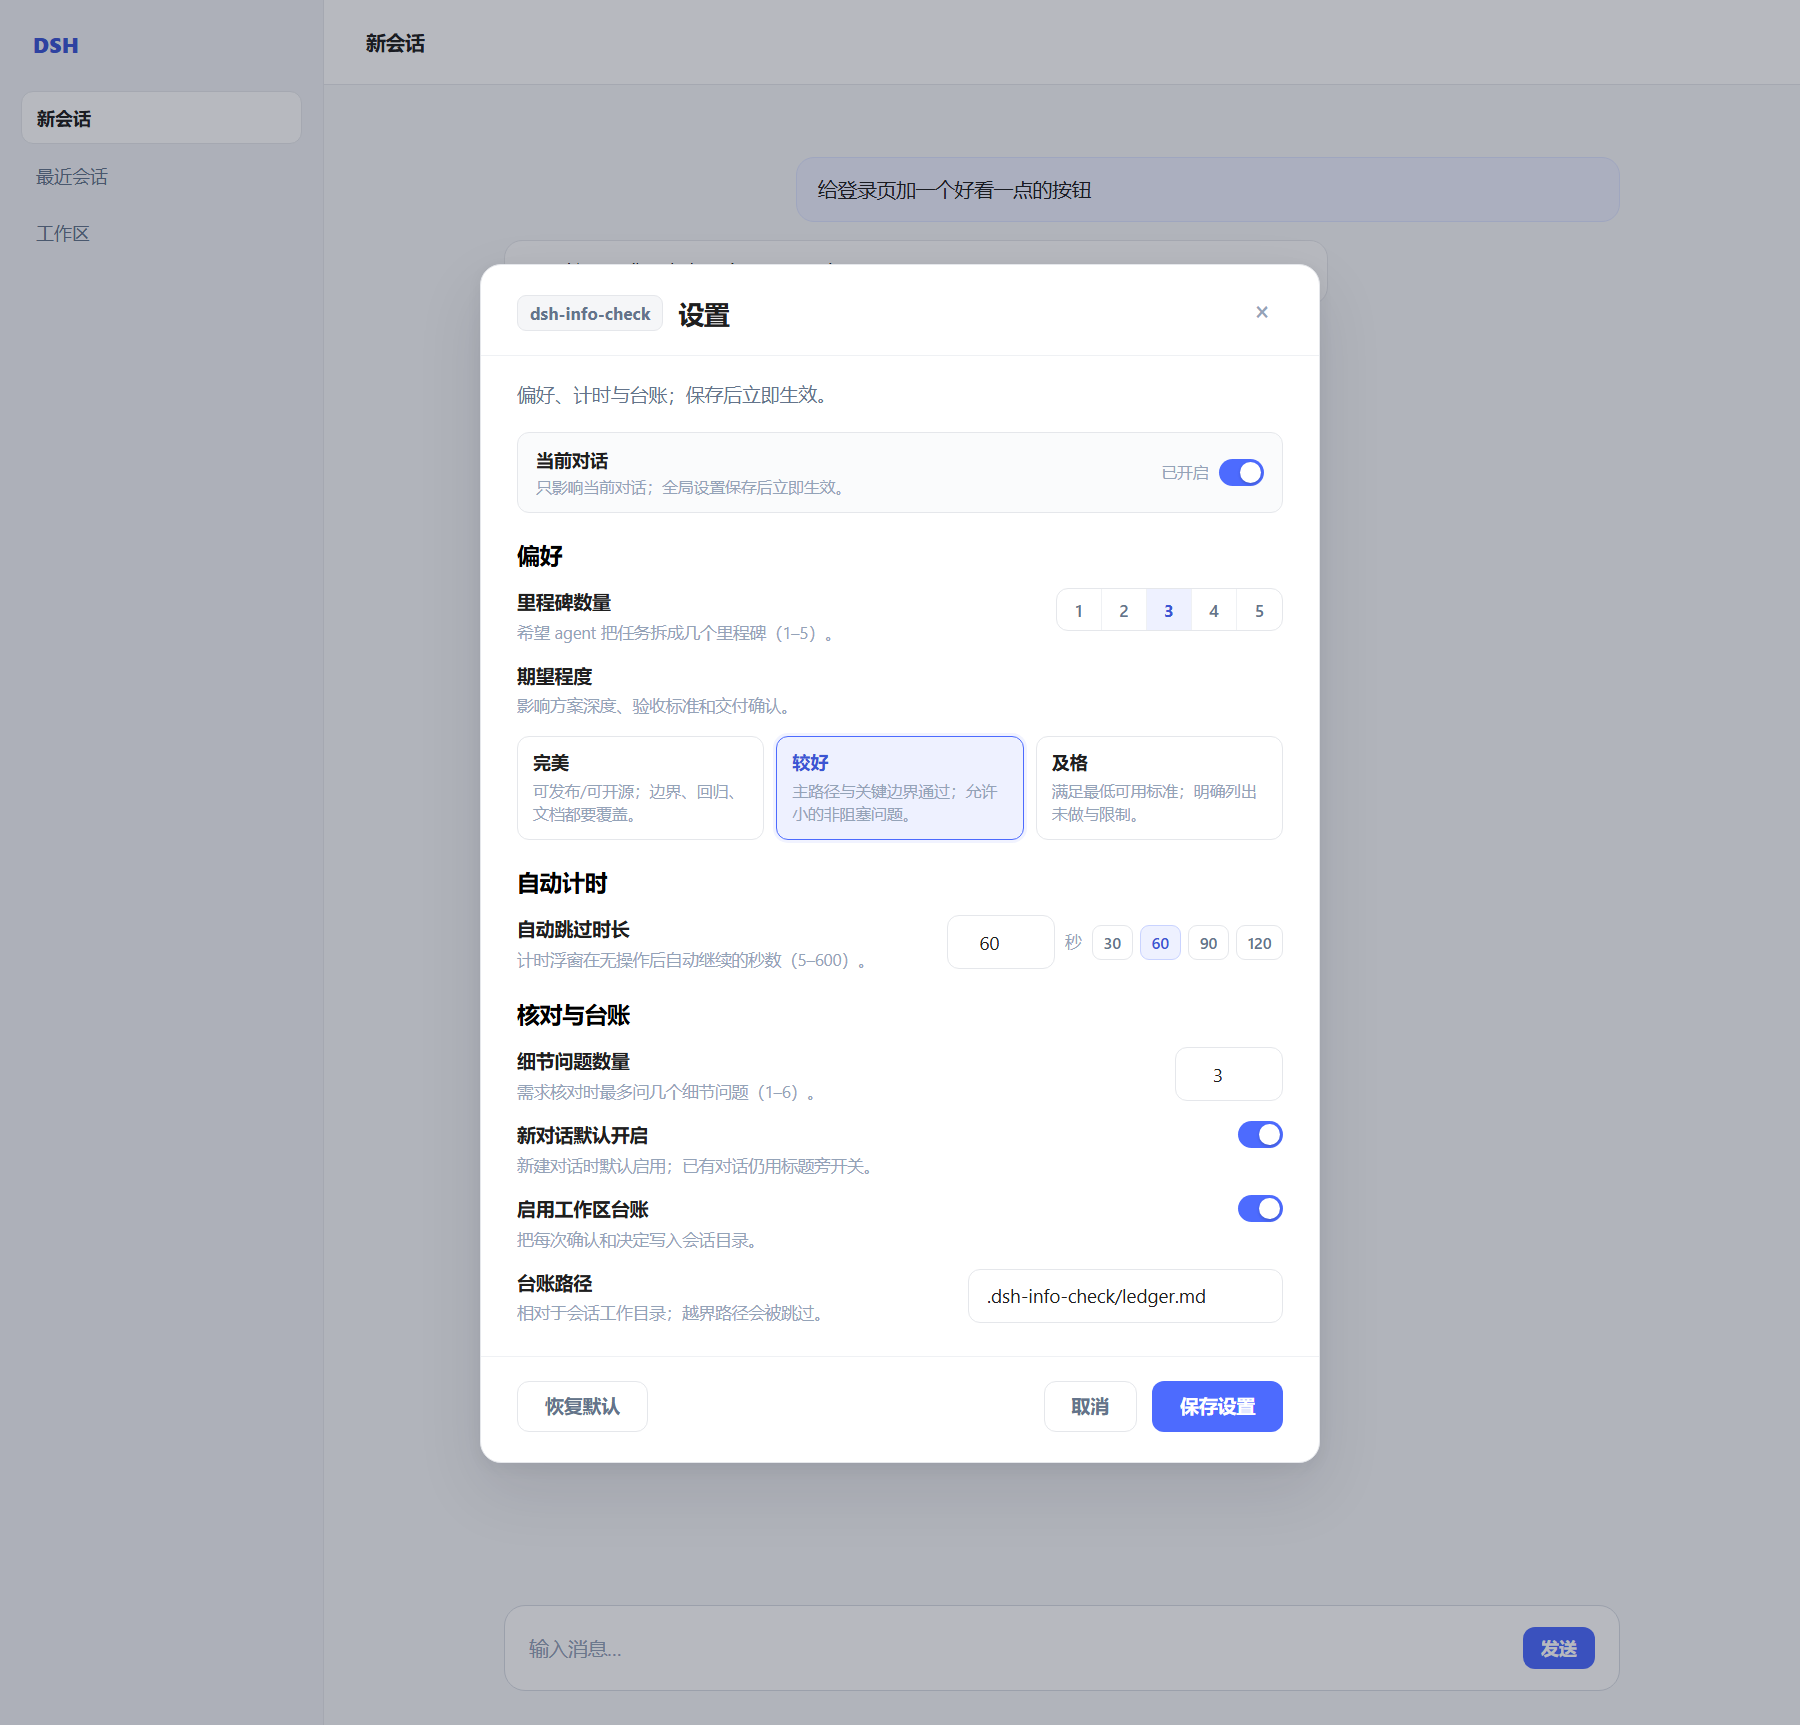 DSH
新会话
最近会话
工作区
新会话
给登录页加一个好看一点的按钮
dsh-info-check 设置
×
偏好、计时与台账；保存后立即生效。
当前对话
只影响当前对话；全局设置保存后立即生效。
已开启
偏好
里程碑数量
希望 agent 把任务拆成几个里程碑（1–5）。
1 2 3 4 5
期望程度
影响方案深度、验收标准和交付确认。
完美
可发布/可开源；边界、回归、
文档都要覆盖。
较好
主路径与关键边界通过；允许
小的非阻塞问题。
及格
满足最低可用标准；明确列出
未做与限制。
自动计时
自动跳过时长
计时浮窗在无操作后自动继续的秒数（5–600）。
60 秒 30 60 90 120
核对与台账
细节问题数量
需求核对时最多问几个细节问题（1–6）。
3
新对话默认开启
新建对话时默认启用；已有对话仍用标题旁开关。
启用工作区台账
把每次确认和决定写入会话目录。
台账路径
相对于会话工作目录；越界路径会被跳过。
.dsh-info-check/ledger.md
恢复默认 取消 保存设置
输入消息...
发送